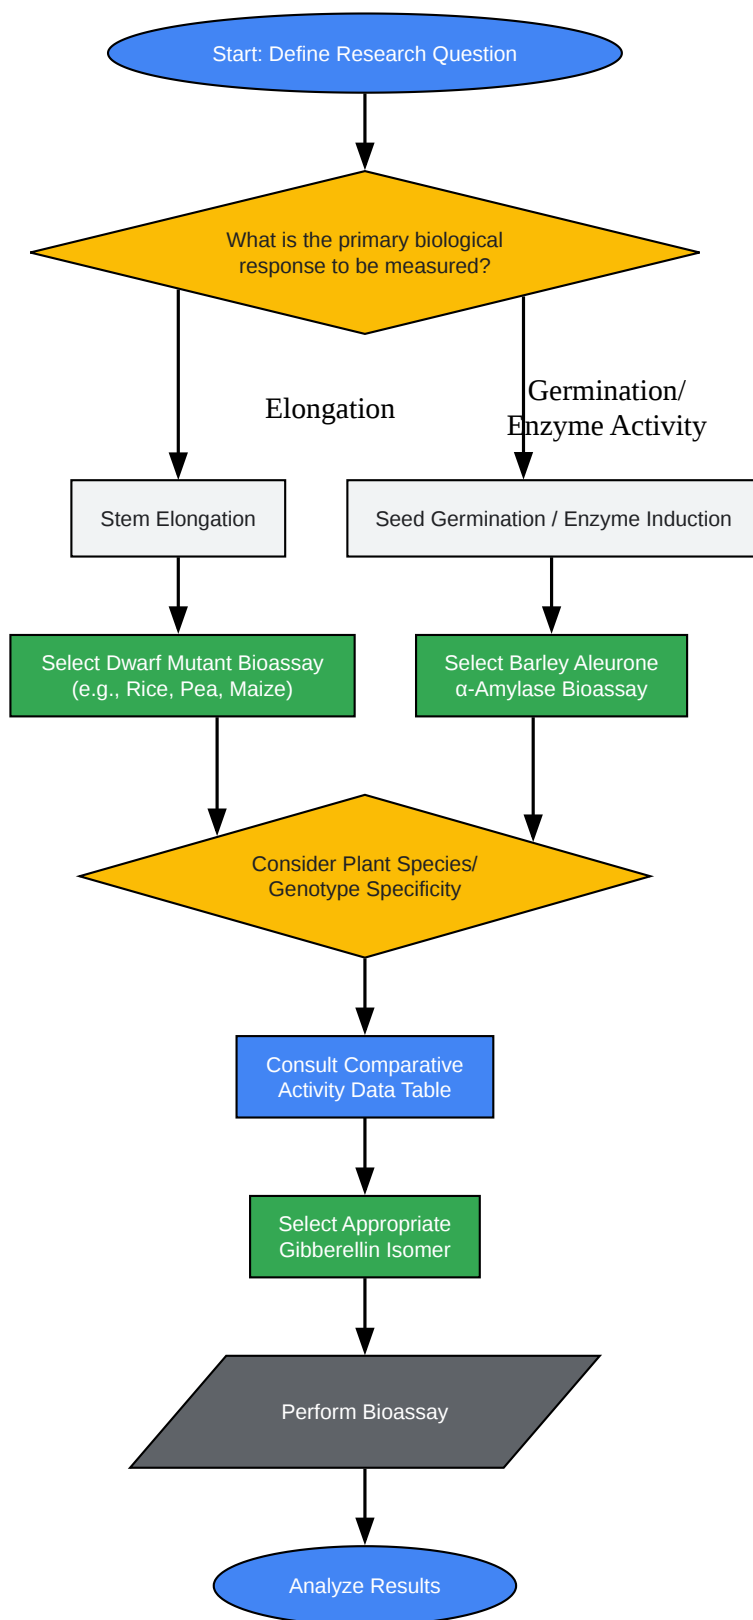 Start: Define Research Question
What is the primary biological
response to be measured?
Elongation
Germination/
Enzyme Activity
Stem Elongation
Seed Germination / Enzyme Induction
Select Dwarf Mutant Bioassay
(e.g., Rice, Pea, Maize)
Select Barley Aleurone
α-Amylase Bioassay
Consider Plant Species/
Genotype Specificity
Consult Comparative
Activity Data Table
Select Appropriate
Gibberellin Isomer
Perform Bioassay
Analyze Results